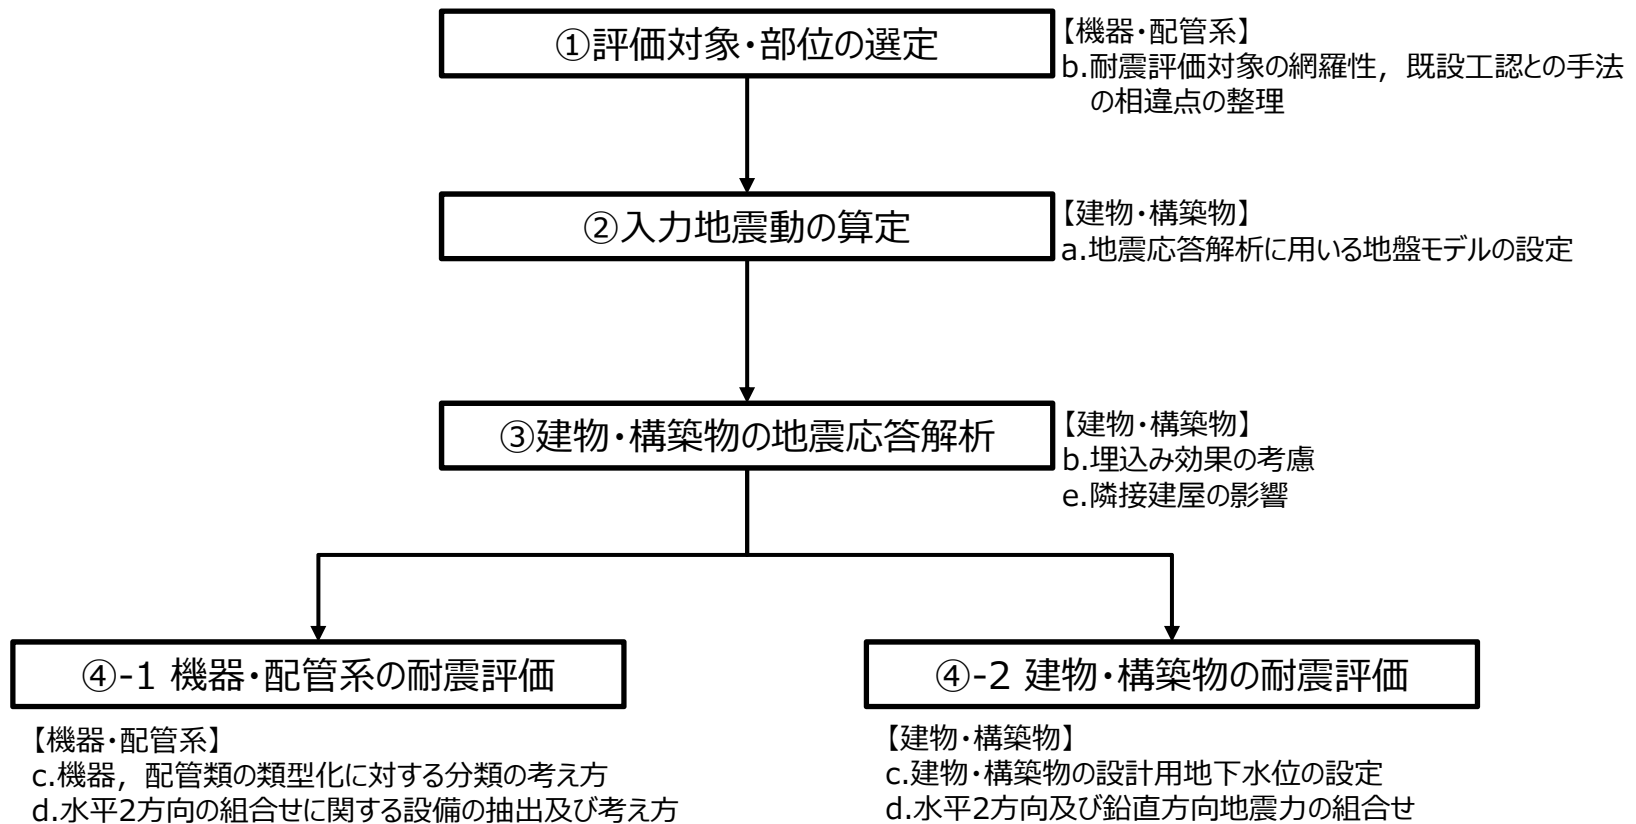 ①評価対象・部位の選定
【機器・配管系】
b.耐震評価対象の網羅性，既設工認との手法
の相違点の整理
②入力地震動の算定
【建物・構築物】
a.地震応答解析に用いる地盤モデルの設定
③建物・構築物の地震応答解析
【建物・構築物】
b.埋込み効果の考慮
e.隣接建屋の影響
④-1 機器・配管系の耐震評価
【機器・配管系】
c.機器，配管類の類型化に対する分類の考え方
d.水平2方向の組合せに関する設備の抽出及び考え方
④-2 建物・構築物の耐震評価
【建物・構築物】
c.建物・構築物の設計用地下水位の設定
d.水平2方向及び鉛直方向地震力の組合せ